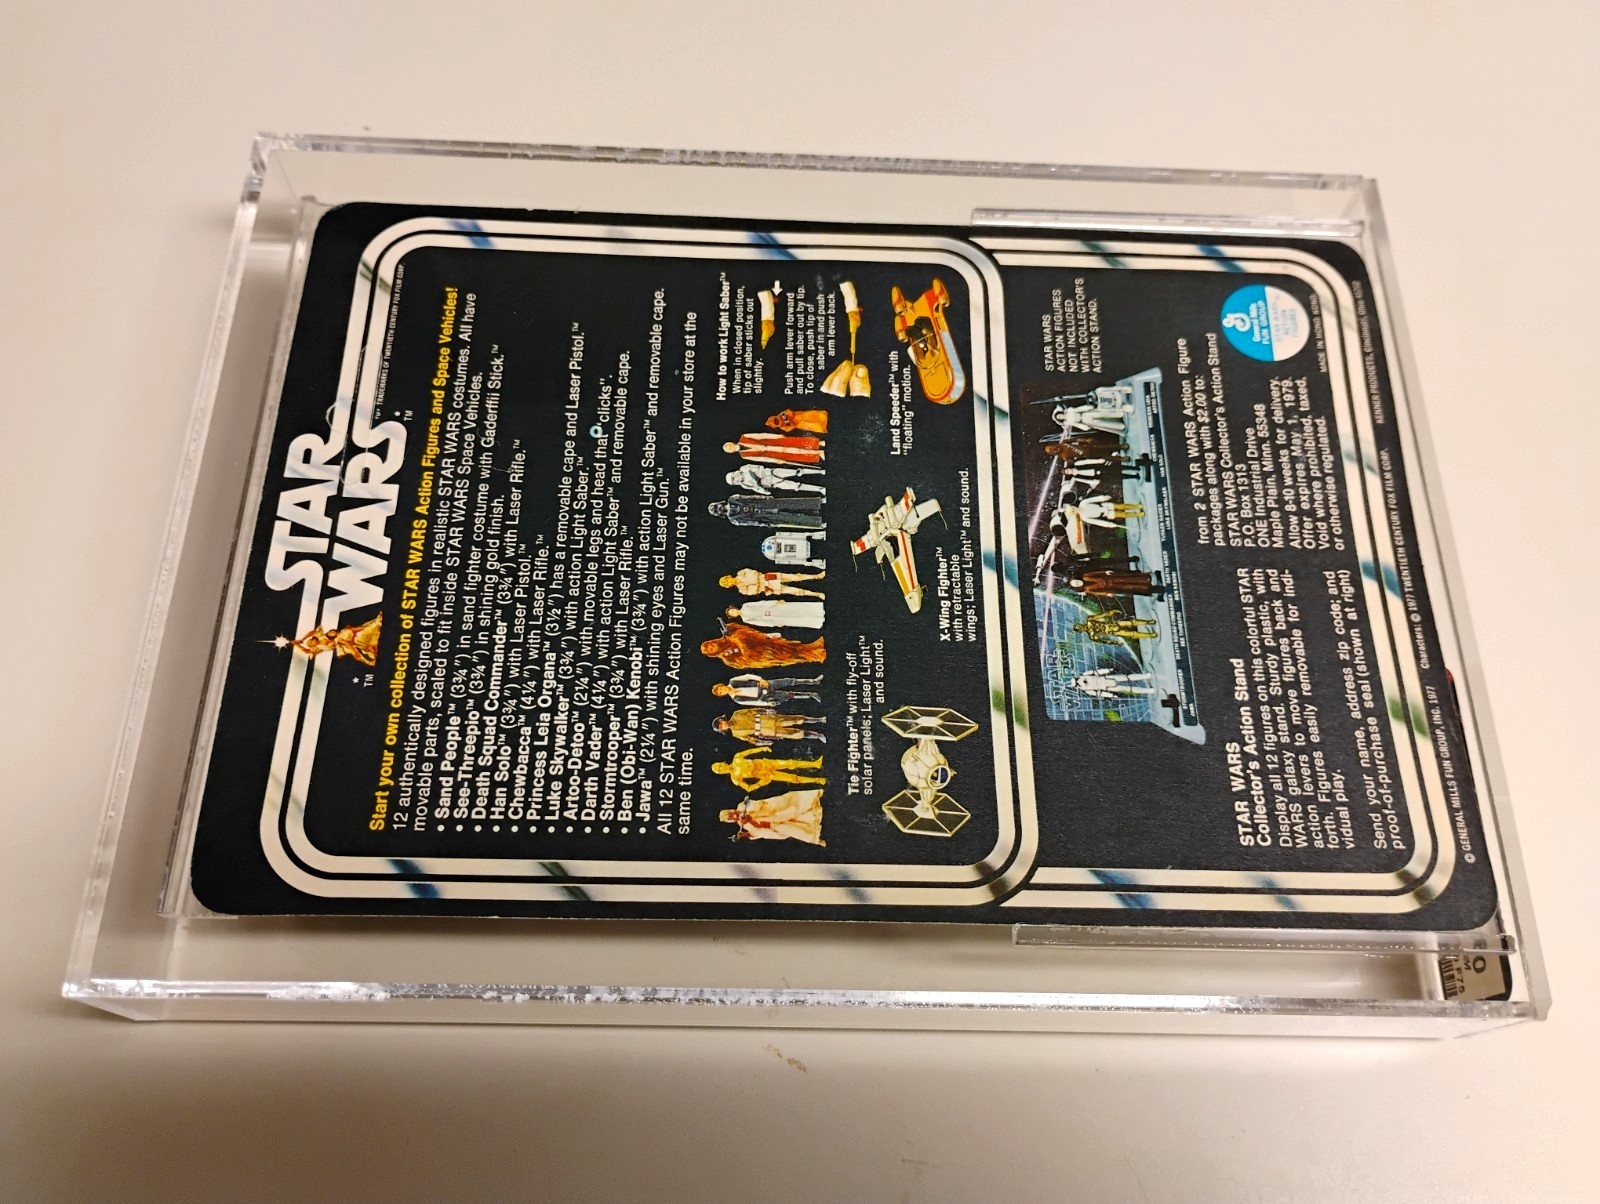 STAR
WARS
™ TRADEMARKS OF TWENTIETH CENTURY FOX FILM CORP.
Start your own collection of STAR WARS Action Figures and Space Vehicles!
12 authentically designed figures in realistic STAR WARS costumes. All have
movable parts, scaled to fit inside STAR WARS Space Vehicles.
• Sand People™ (3¾") in sand fighter costume with Gaderffii Stick.™
• See-Threepio™ (3¾") in shining gold finish.
• Death Squad Commander™ (3¾") with Laser Rifle.™
• Han Solo™ (3¾") with Laser Pistol.™
• Chewbacca™ (4¼") with Laser Rifle.™
• Princess Leia Organa™ (3½") has a removable cape and Laser Pistol.™
• Luke Skywalker™ (3¾") with action Light Saber.™
• Artoo-Detoo™ (2¼") with movable legs and head that "clicks".
• Darth Vader™ (4¼") with action Light Saber™ and removable cape.
• Stormtrooper™ (3¾") with Laser Rifle.™
• Ben (Obi-Wan) Kenobi™ (3¾") with action Light Saber™ and removable cape.
• Jawa™ (2¼") with shining eyes and Laser Gun.™
All 12 STAR WARS Action Figures may not be available in your store at the
same time.
How to work Light Saber™
When in closed position,
tip of saber sticks out
slightly.
Push arm lever forward
and pull saber out by tip.
To close, push tip of
saber in and push
arm lever back.
Tie Fighter™ with fly-off
solar panels; Laser Light™
and sound.
X-Wing Fighter™
with retractable
wings; Laser Light™ and sound.
Land Speeder™ with
"floating" motion.
STAR WARS
ACTION FIGURES
NOT INCLUDED
WITH COLLECTOR'S
ACTION STAND.
STAR WARS
Collector's Action Stand
Display all 12 figures on this colorful STAR
WARS galaxy stand. Sturdy plastic, with
action levers to move figures back and
forth. Figures easily removable for indi-
vidual play.
Send your name, address zip code, and
proof-of-purchase seal (shown at right)
from 2 STAR WARS Action Figure
packages along with $2.00 to:
STAR WARS Collector's Action Stand
P.O. Box 1313
ONE Industrial Drive
Maple Plain, Minn. 55348
Allow 8-10 weeks for delivery.
Offer expires May 1, 1979.
Void where prohibited, taxed,
or otherwise regulated.
General Mills
FUN GROUP
STAR WARS
ACTION
FIGURES
MADE IN HONG KONG.
© GENERAL MILLS FUN GROUP, INC. 1977 Characters: © 1977 TWENTIETH CENTURY FOX FILM CORP.